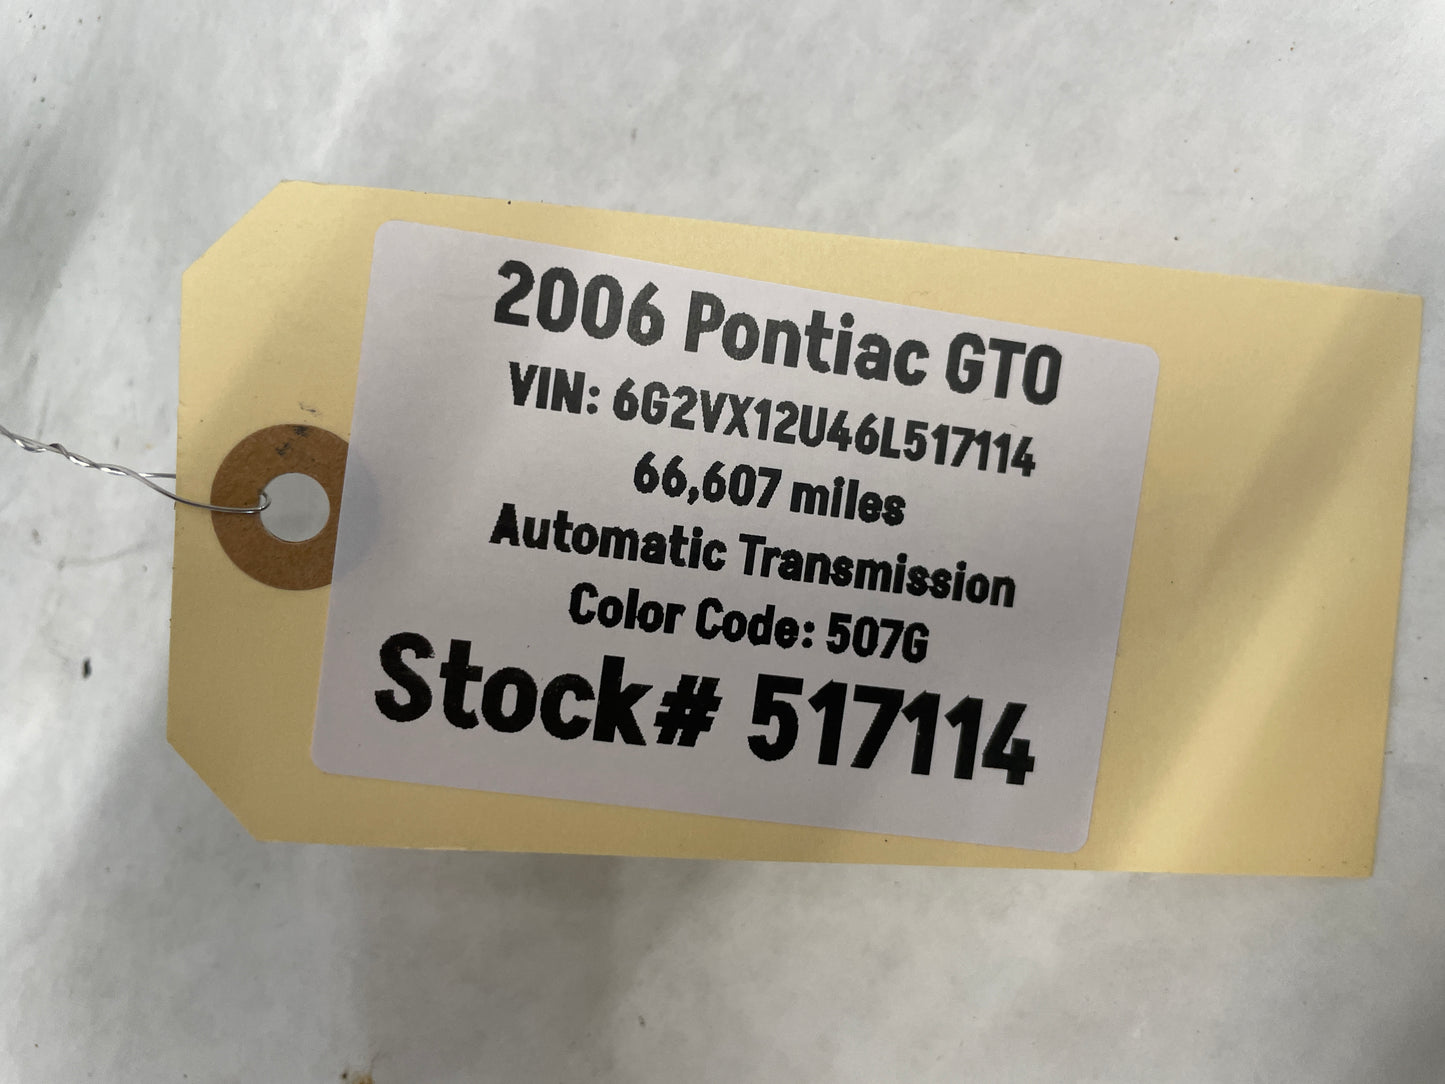 2006 Pontiac GTO
VIN: 6G2VX12U46L517114
66,607 miles
Automatic Transmission
Color Code: 507G
Stock# 517114